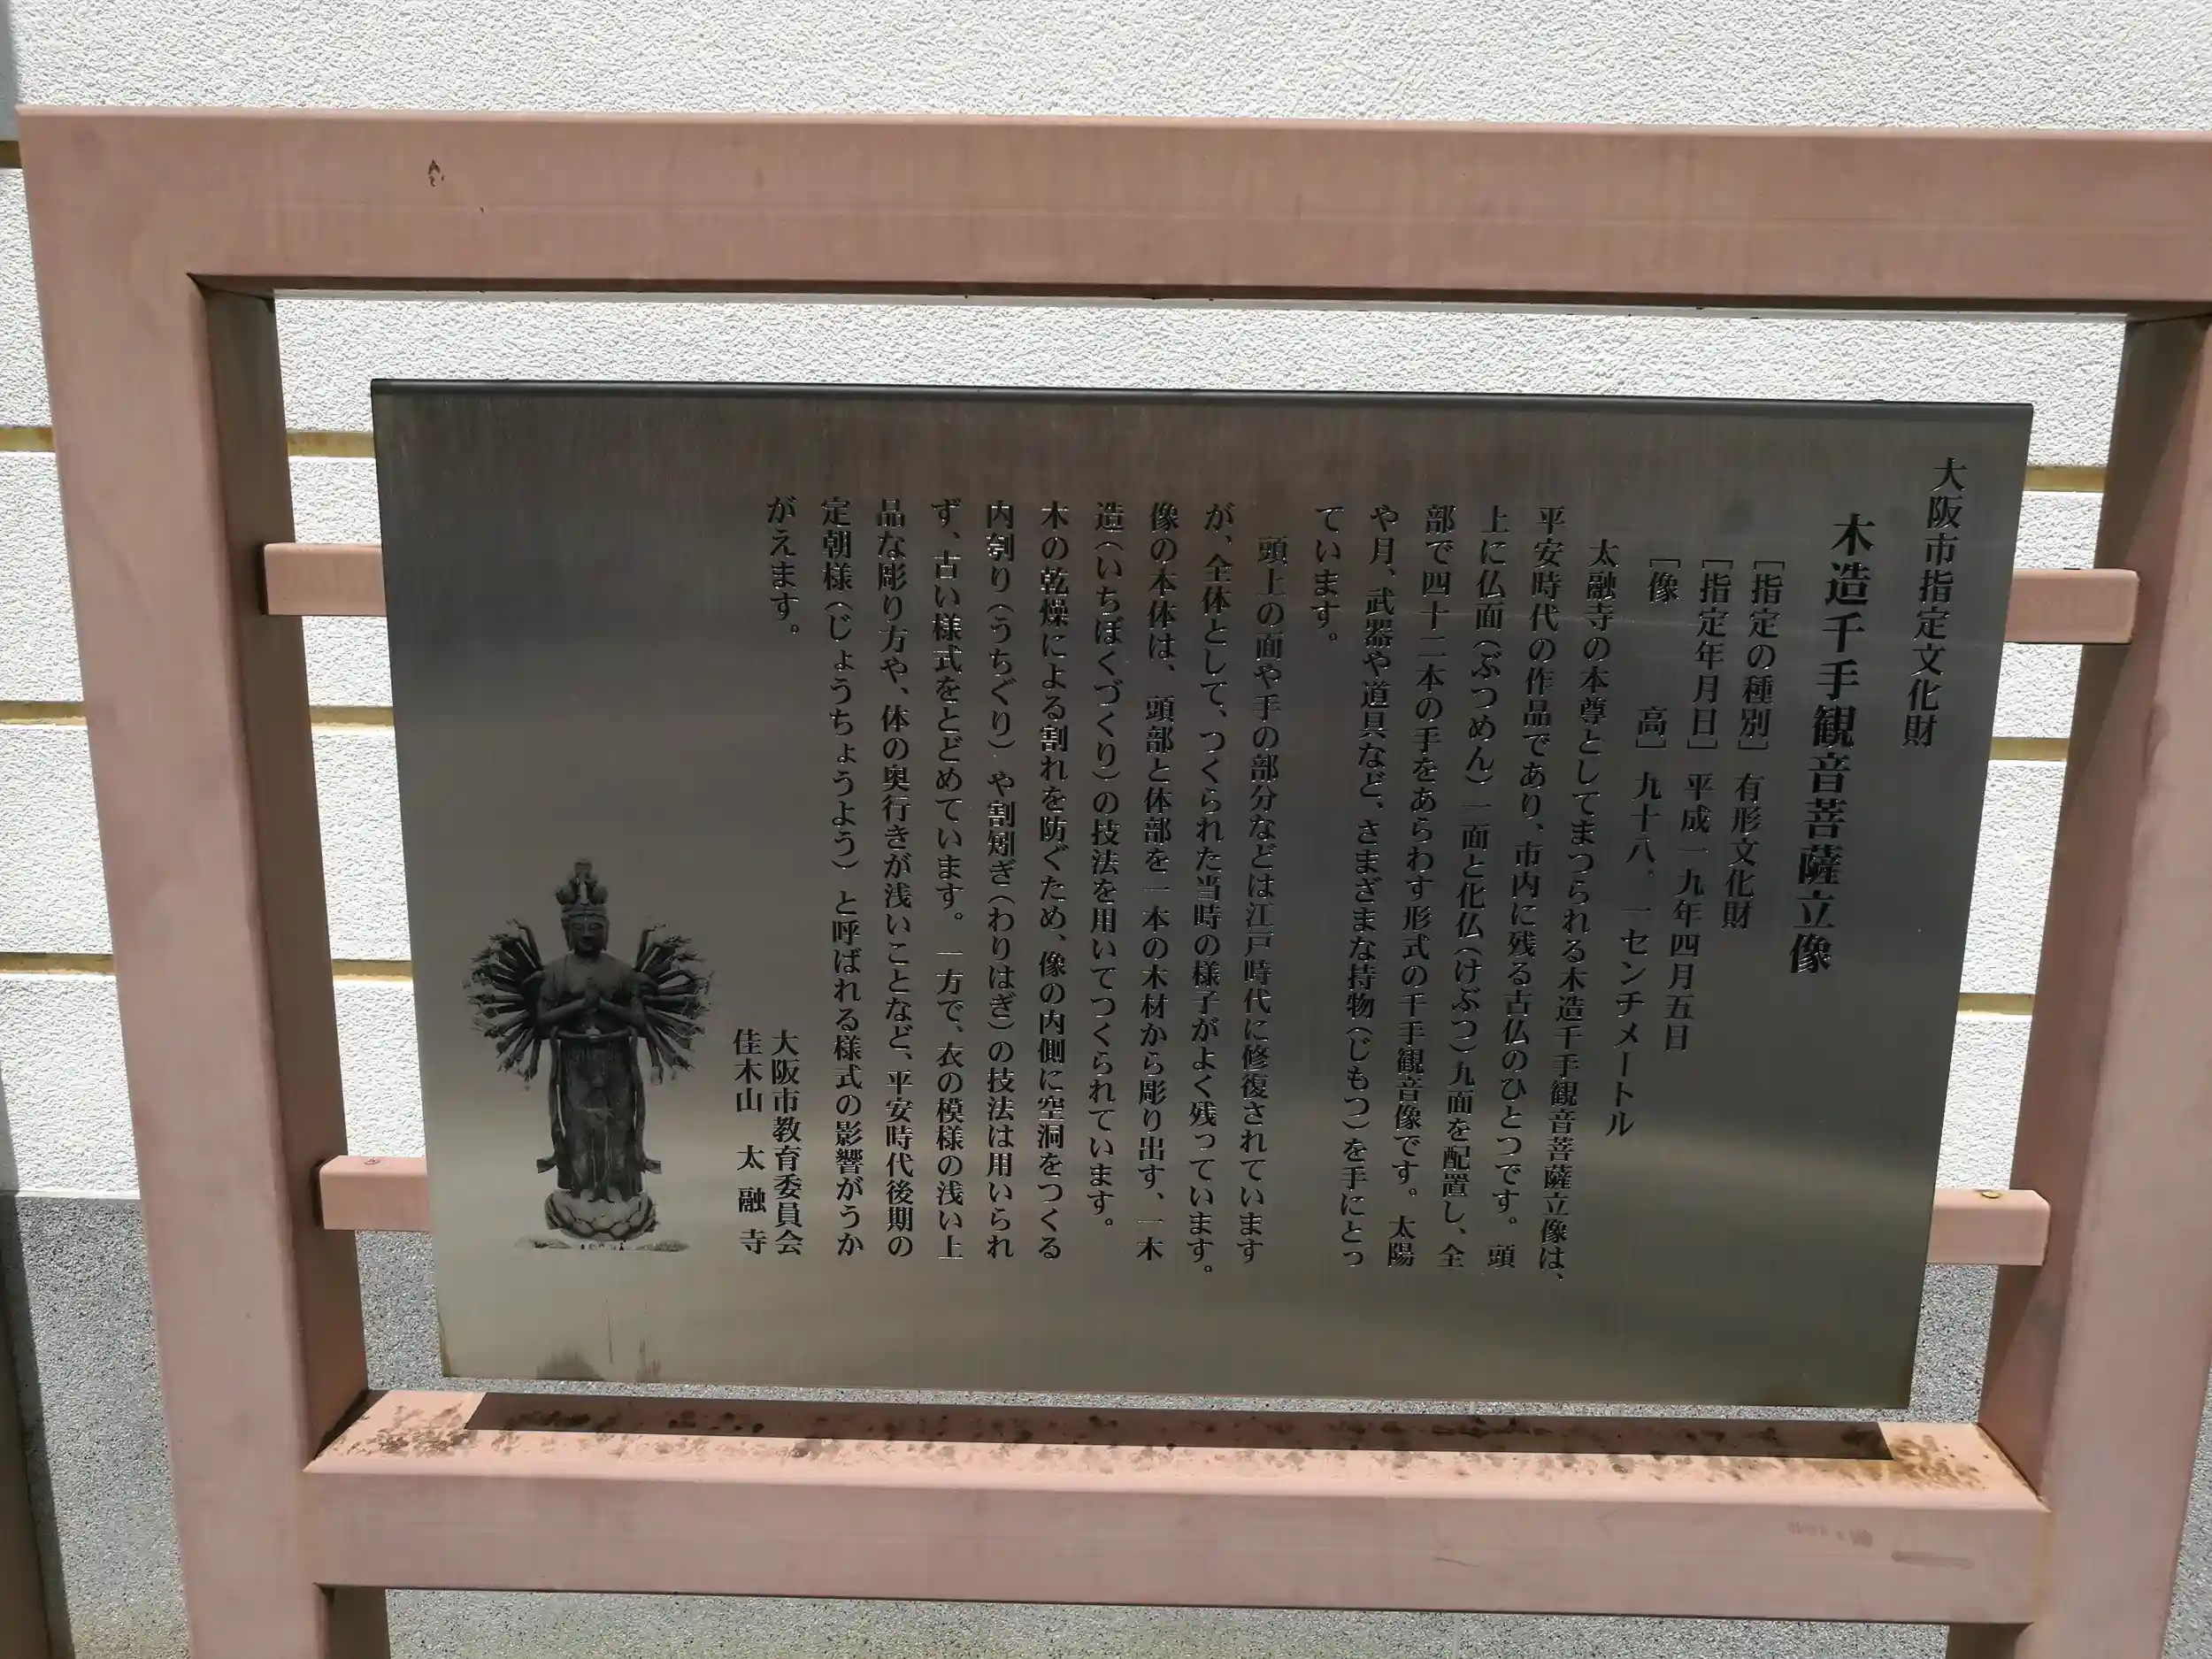 大阪市指定文化財
木造千手観音菩薩立像
［指定の種別］有形文化財
［指定年月日］平成一九年四月五日
［像　　　高］九十八．一センチメートル
太融寺の本尊としてまつられる木造千手観音菩薩立像は、
平安時代の作品であり、市内に残る古仏のひとつです。頭
上に仏面（ぶつめん）一面と化仏（けぶつ）九面を配置し、全
部で四十二本の手をあらわす形式の千手観音像です。太陽
や月、武器や道具など、さまざまな持物（じもつ）を手にとっ
ています。
頭上の面や手の部分などは江戸時代に修復されています
が、全体として、つくられた当時の様子がよく残っています。
像の本体は、頭部と体部を一本の木材から彫り出す、一木
造（いちぼくづくり）の技法を用いてつくられています。
木の乾燥による割れを防ぐため、像の内側に空洞をつくる
内刳り（うちぐり）や割矧ぎ（わりはぎ）の技法は用いられ
ず、古い様式をとどめています。一方で、衣の模様の浅い上
品な彫り方や、体の奥行きが浅いことなど、平安時代後期の
定朝様（じょうちょうよう）と呼ばれる様式の影響がうか
がえます。
大阪市教育委員会
佳木山　太融寺